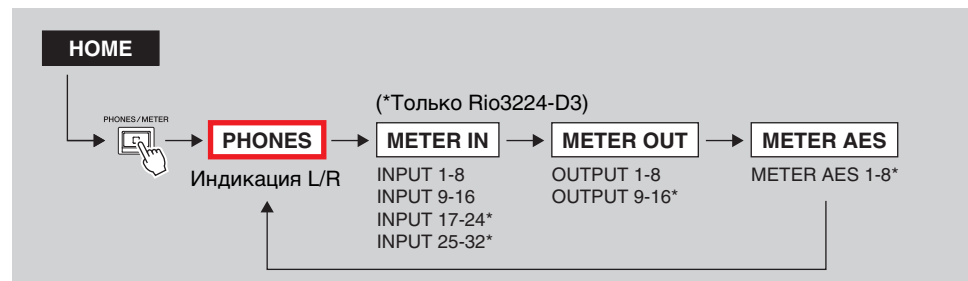 HOME
(*Только Rio3224-D3)
PHONES/METER
PHONES
METER IN
METER OUT
METER AES
Индикация L/R
INPUT 1-8
INPUT 9-16
INPUT 17-24*
INPUT 25-32*
OUTPUT 1-8
OUTPUT 9-16*
METER AES 1-8*